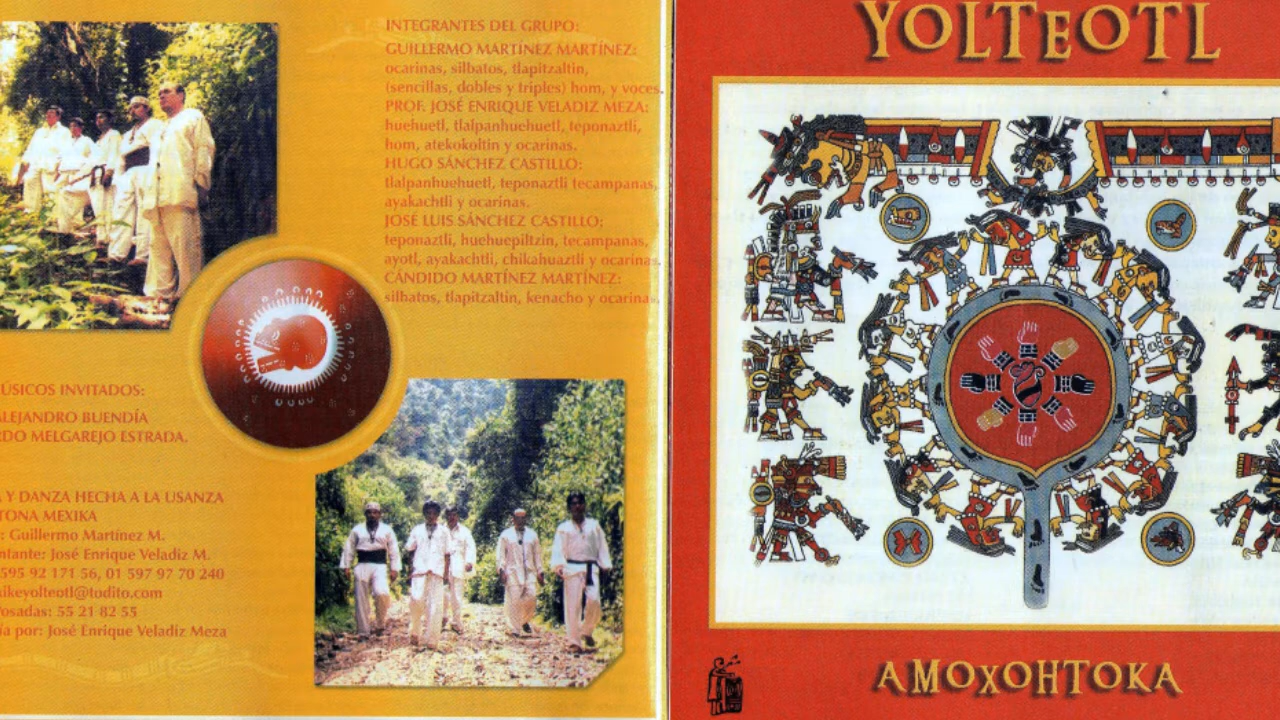 INTEGRANTES DEL GRUPO:
GUILLERMO MARTÍNEZ MARTÍNEZ:
ocarinas, silbatos, tlapitzaltin,
(sencillas, dobles y triples) hom, y voces.
PROF. JOSÉ ENRIQUE VELADIZ MEZA:
huehuetl, tlalpanhuehuetl, teponaztli,
hom, atekokoltin y ocarinas.
HUGO SÁNCHEZ CASTILLO:
tlalpanhuehuetl, teponaztli tecampanas,
ayakachtli y ocarinas.
JOSÉ LUIS SÁNCHEZ CASTILLO:
teponaztli, huehuepiltzin, tecampanas,
ayotl, ayakachtli, chikahuaztli y ocarinas.
CÁNDIDO MARTÍNEZ MARTÍNEZ:
silbatos, tlapitzaltin, kenacho y ocarinas.
ÚSICOS INVITADOS:
ALEJANDRO BUENDÍA
RDO MELGAREJO ESTRADA.
Y DANZA HECHA A LA USANZA
TONA MEXIKA
: Guillermo Martínez M.
ntante: José Enrique Veladiz M.
595 92 171 56, 01 597 97 70 240
kikeyolteotl@todito.com
Posadas: 55 21 82 55
ía por: José Enrique Veladíz Meza
YOLTEOTL
AMOXOHTOKA